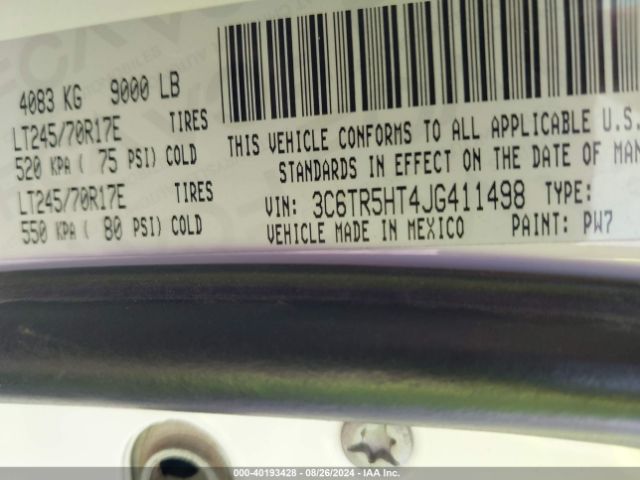 4083 KG 9000 LB
LT245/70R17E TIRES
520 KPA ( 75 PSI) COLD
LT245/70R17E TIRES
550 KPA ( 80 PSI) COLD
THIS VEHICLE CONFORMS TO ALL APPLICABLE U.S.
STANDARDS IN EFFECT ON THE DATE OF MAN
VIN: 3C6TR5HT4JG411498 TYPE:
VEHICLE MADE IN MEXICO PAINT: PW7
000-40193428 - 08/26/2024 - IAA Inc.